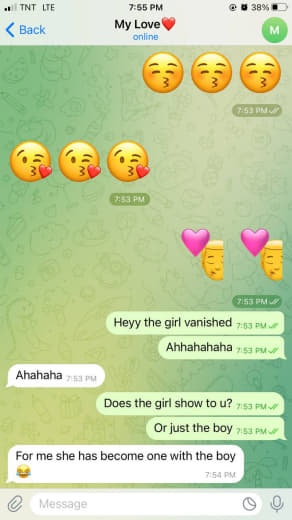 TNT LTE 7:55 PM 38%
Back My Love M
online
7:53 PM
7:53 PM
7:53 PM
Heyy the girl vanished 7:53 PM
Ahhahahaha 7:53 PM
Ahahaha 7:53 PM
Does the girl show to u? 7:53 PM
Or just the boy 7:53 PM
For me she has become one with the boy
7:54 PM
Message